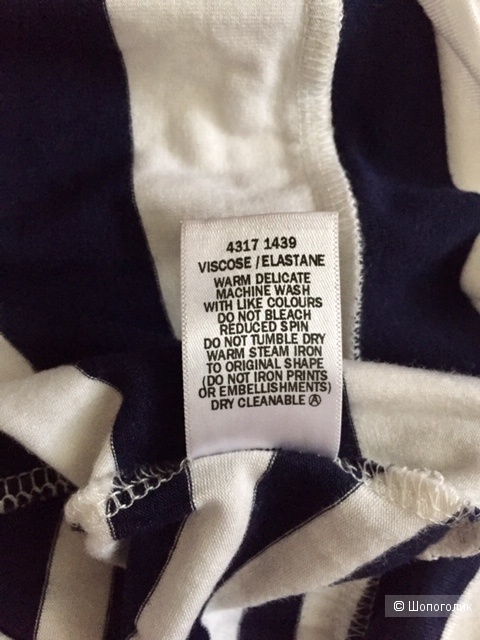 4317 1439
VISCOSE / ELASTANE
WARM DELICATE
MACHINE WASH
WITH LIKE COLOURS
DO NOT BLEACH
REDUCED SPIN
DO NOT TUMBLE DRY
WARM STEAM IRON
TO ORIGINAL SHAPE
(DO NOT IRON PRINTS
OR EMBELLISHMENTS)
DRY CLEANABLE Ⓐ
© Шопоголик